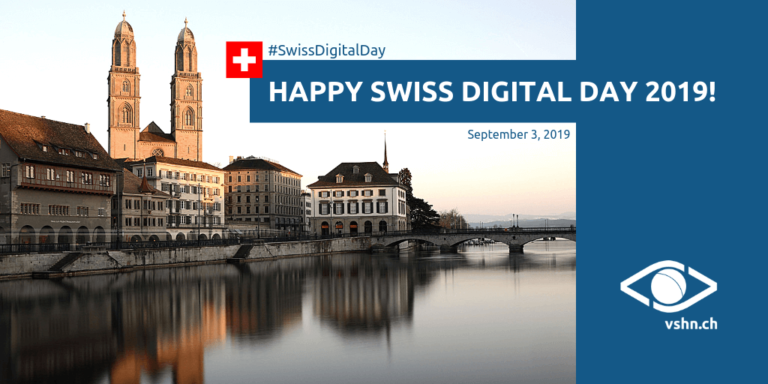 #SwissDigitalDay
HAPPY SWISS DIGITAL DAY 2019!
September 3, 2019
vshn.ch